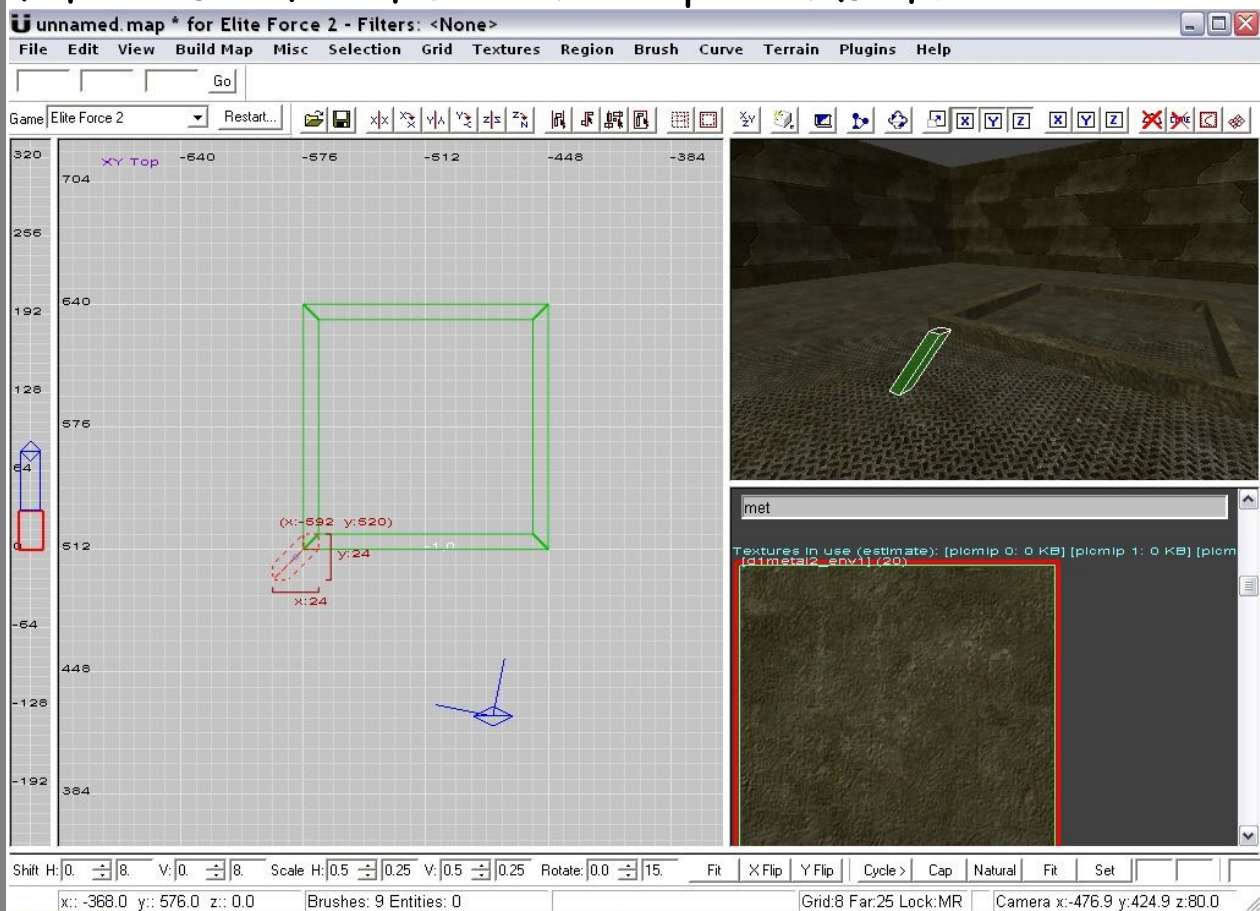 unnamed.map * for Elite Force 2 - Filters: <None>
File Edit View Build Map Misc Selection Grid Textures Region Brush Curve Terrain Plugins Help
Go
Game Elite Force 2 Restart...
320
256
192
128
64
0
-64
-128
-192
XY Top -640 -576 -512 -448 -384
704
640
576
512
448
384
(x:-592 y:520)
y:24
x:24
-1.0
met
Textures in use (estimate): [picmip 0: 0 KB] [picmip 1: 0 KB] [picm
[d1metal2_env1] (20)
Shift H: 0. 8. V: 0. 8. Scale H: 0.5 0.25 V: 0.5 0.25 Rotate: 0.0 15. Fit X Flip Y Flip Cycle > Cap Natural Fit Set
x:: -368.0 y:: 576.0 z:: 0.0 Brushes: 9 Entities: 0 Grid:8 Far:25 Lock:MR Camera x:-476.9 y:424.9 z:80.0